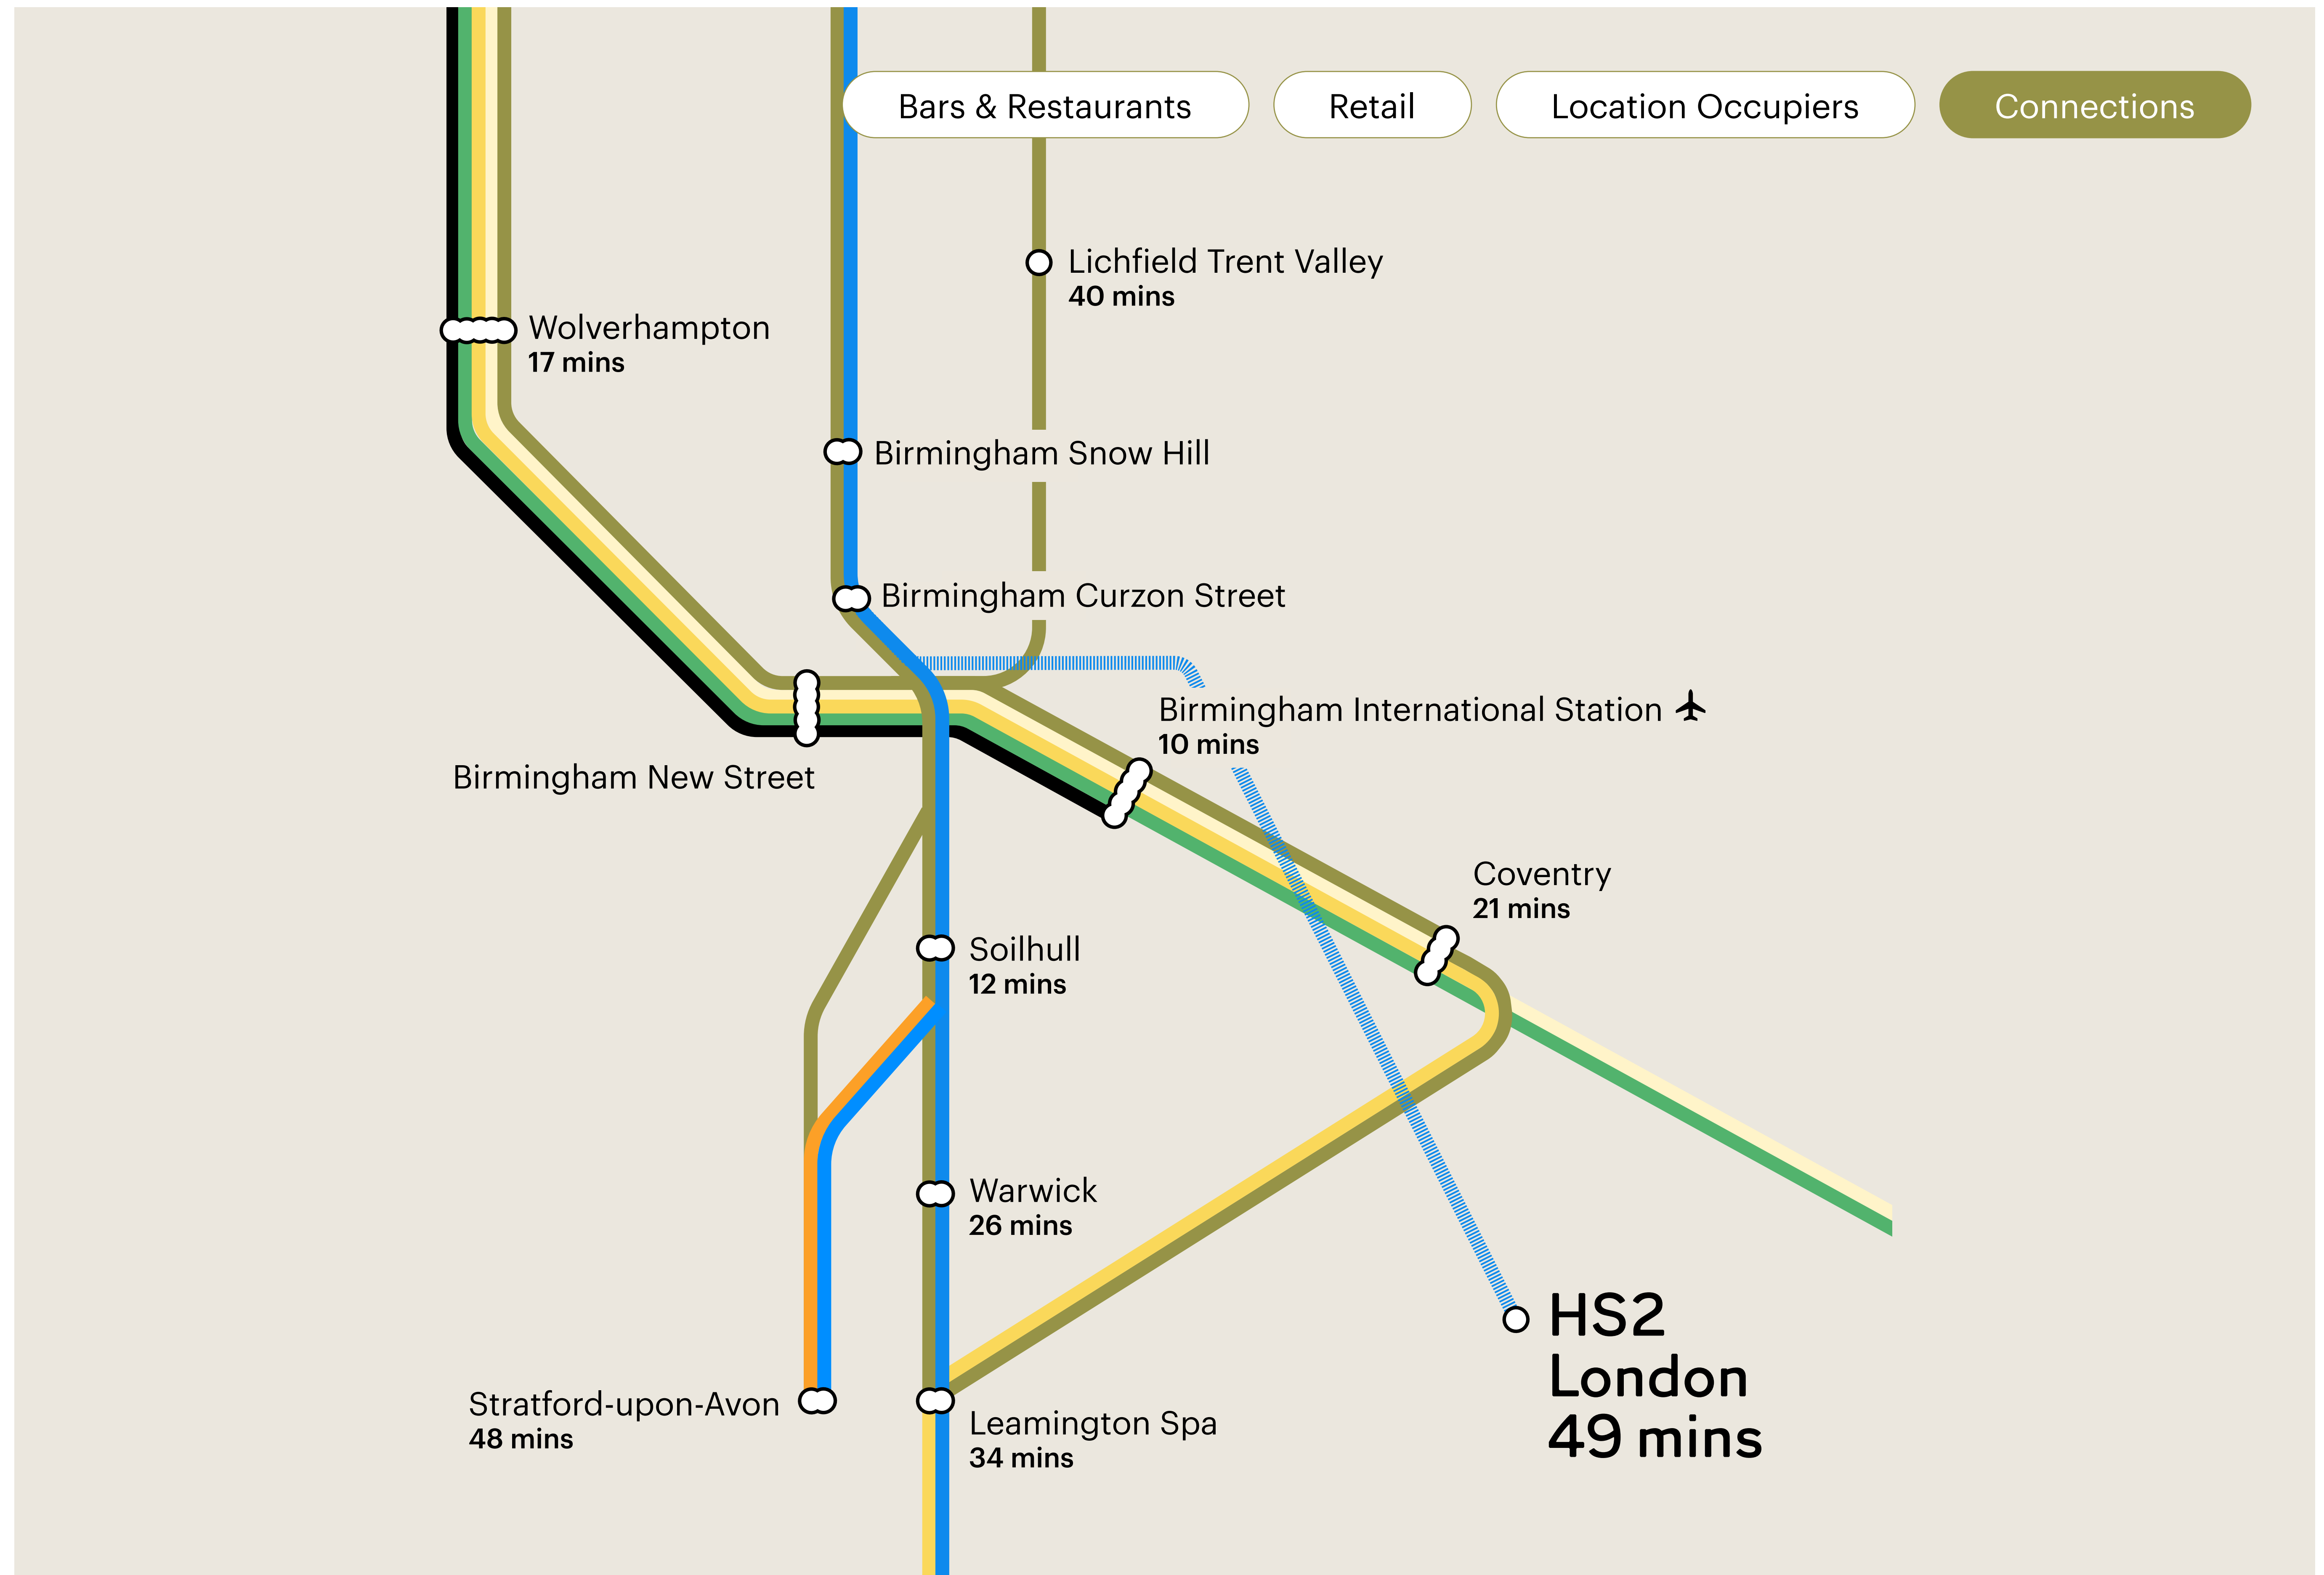 Bars & Restaurants
Retail
Location Occupiers
Connections
Lichfield Trent Valley
40 mins
Wolverhampton
17 mins
Birmingham Snow Hill
Birmingham Curzon Street
Birmingham International Station
10 mins
Birmingham New Street
Coventry
21 mins
Soilhull
12 mins
Warwick
26 mins
HS2
London
49 mins
Stratford-upon-Avon
48 mins
Leamington Spa
34 mins